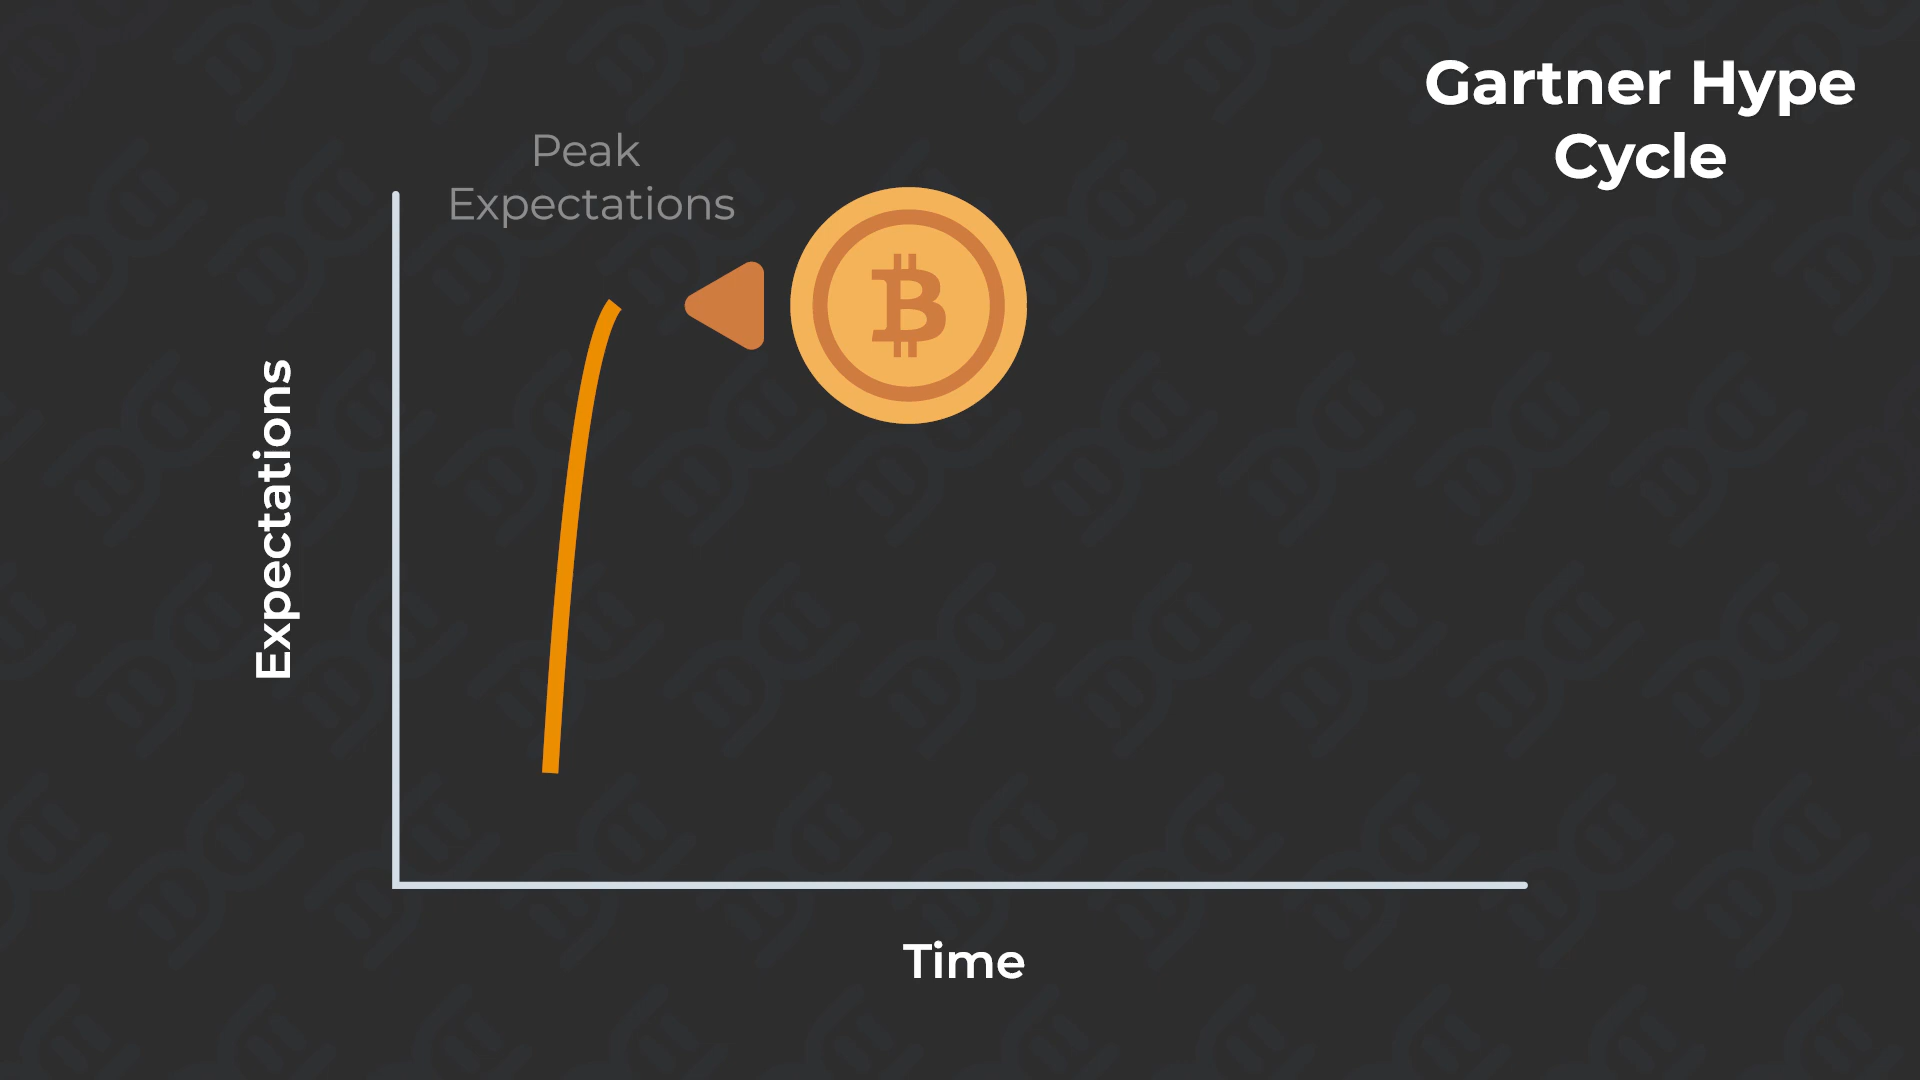 Gartner Hype
Cycle
Peak
Expectations
Expectations
Time